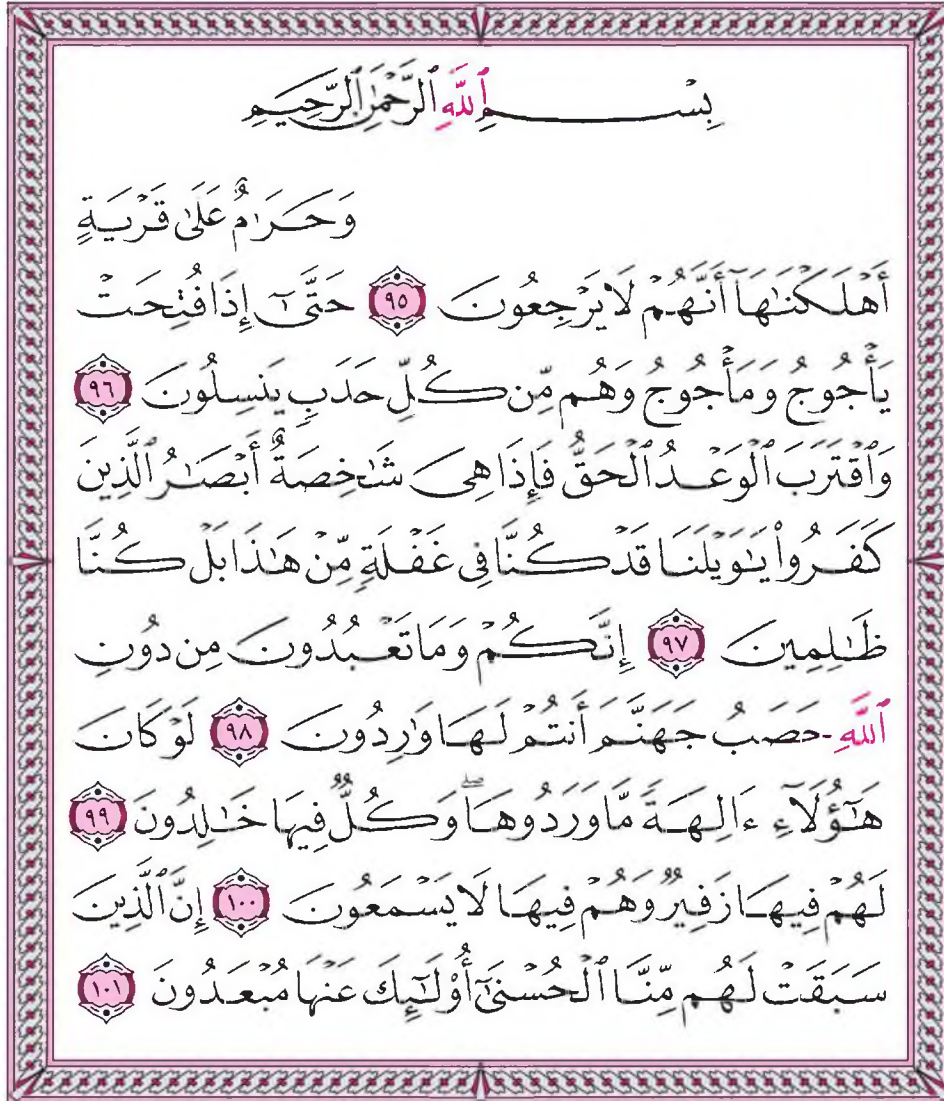 بِسْمِ ٱللَّهِ ٱلرَّحْمَٰنِ ٱلرَّحِيمِ
وَحَرَٰمٌ عَلَىٰ قَرْيَةٍ
أَهْلَكْنَٰهَآ أَنَّهُمْ لَا يَرْجِعُونَ ٩٥ حَتَّىٰٓ إِذَا فُتِحَتْ
يَأْجُوجُ وَمَأْجُوجُ وَهُم مِّن كُلِّ حَدَبٍ يَنسِلُونَ ٩٦
وَٱقْتَرَبَ ٱلْوَعْدُ ٱلْحَقُّ فَإِذَا هِىَ شَٰخِصَةٌ أَبْصَٰرُ ٱلَّذِينَ
كَفَرُوا۟ يَٰوَيْلَنَا قَدْ كُنَّا فِى غَفْلَةٍ مِّنْ هَٰذَا بَلْ كُنَّا
ظَٰلِمِينَ ٩٧ إِنَّكُمْ وَمَا تَعْبُدُونَ مِن دُونِ
ٱللَّهِ حَصَبُ جَهَنَّمَ أَنتُمْ لَهَا وَٰرِدُونَ ٩٨ لَوْ كَانَ
هَٰٓؤُلَآءِ ءَالِهَةً مَّا وَرَدُوهَا ۖ وَكُلٌّ فِيهَا خَٰلِدُونَ ٩٩
لَهُمْ فِيهَا زَفِيرٌ وَهُمْ فِيهَا لَا يَسْمَعُونَ ١٠٠ إِنَّ ٱلَّذِينَ
سَبَقَتْ لَهُم مِّنَّا ٱلْحُسْنَىٰٓ أُو۟لَٰٓئِكَ عَنْهَا مُبْعَدُونَ ١٠١